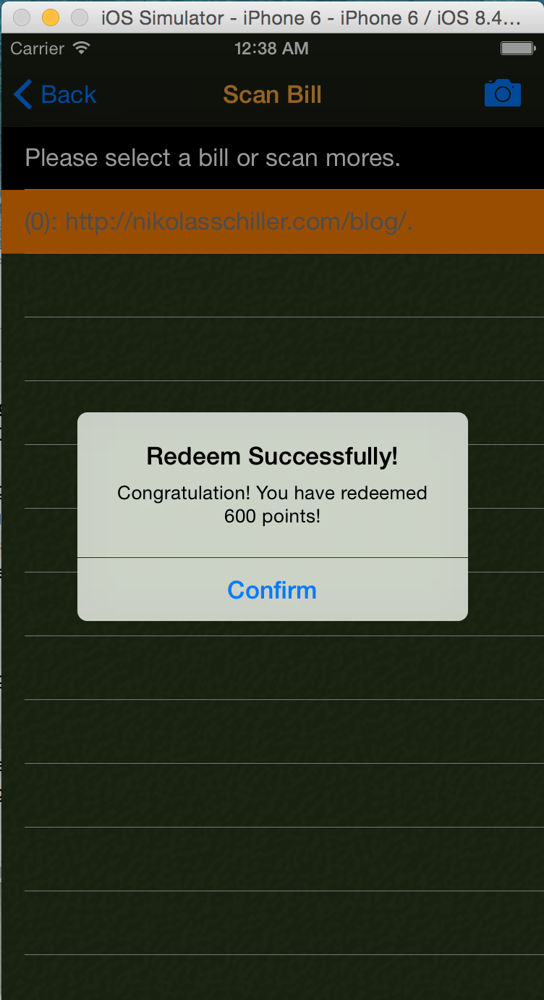 iOS Simulator - iPhone 6 - iPhone 6 / iOS 8.4...
Carrier 12:38 AM
Back Scan Bill
Please select a bill or scan mores.
(0): http://nikolasschiller.com/blog/.
Redeem Successfully!
Congratulation! You have redeemed
600 points!
Confirm